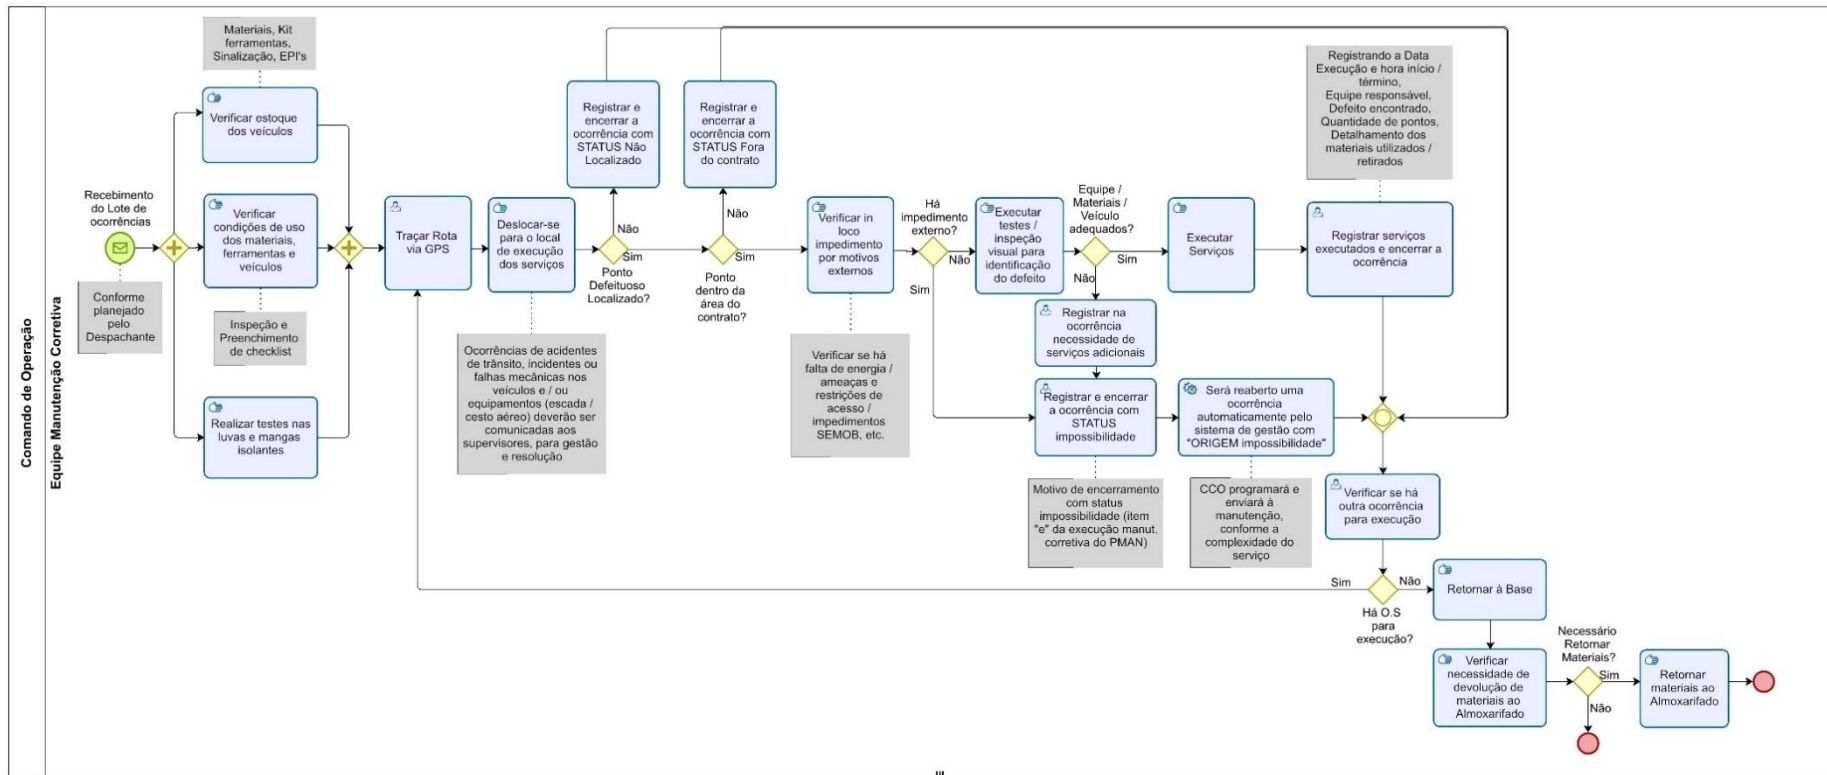 Comando de Operação
Equipe Manutenção Corretiva
Materiais, Kit
ferramentas,
Sinalização, EPI's
Verificar estoque
dos veículos
Recebimento
do Lote de
ocorrências
Conforme
planejado
pelo
Despachante
Verificar
condições de uso
dos materiais,
ferramentas e
veículos
Inspeção e
Preenchimento
de checklist
Realizar testes nas
luvas e mangas
isolantes
Traçar Rota
via GPS
Deslocar-se
para o local
de execução
dos serviços
Ocorrências de acidentes
de trânsito, incidentes ou
falhas mecânicas nos
veículos e / ou
equipamentos (escada /
cesto aéreo) deverão ser
comunicadas aos
supervisores, para gestão
e resolução
Registrar e
encerrar a
ocorrência com
STATUS Não
Localizado
Não
Sim
Ponto
Defeituoso
Localizado?
Registrar e
encerrar a
ocorrência com
STATUS Fora
do contrato
Não
Sim
Ponto
dentro da
área do
contrato?
Verificar in
loco
impedimento
por motivos
externos
Verificar se há
falta de energia /
ameaças e
restrições de
acesso /
impedimentos
SEMOB, etc.
Há
impedimento
externo?
Não
Sim
Executar
testes /
inspeção
visual para
identificação
do defeito
Equipe /
Materiais /
Veículo
adequados?
Sim
Não
Executar
Serviços
Registrando a Data
Execução e hora início /
término,
Equipe responsável,
Defeito encontrado,
Quantidade de pontos,
Detalhamento dos
materiais utilizados /
retirados
Registrar serviços
executados e encerrar a
ocorrência
Registrar na
ocorrência
necessidade de
serviços adicionais
Registrar e encerrar
a ocorrência com
STATUS
impossibilidade
Motivo de encerramento
com status
impossibilidade (item
"e" da execução manut.
corretiva do PMAN)
Será reaberto uma
ocorrência
automaticamente pelo
sistema de gestão com
"ORIGEM impossibilidade"
CCO programará e
enviará à
manutenção,
conforme a
complexidade do
serviço
Verificar se há
outra ocorrência
para execução
Sim
Não
Há O.S
para
execução?
Retornar à Base
Verificar
necessidade de
devolução de
materiais ao
Almoxarifado
Necessário
Retornar
Materiais?
Sim
Não
Retornar
materiais ao
Almoxarifado